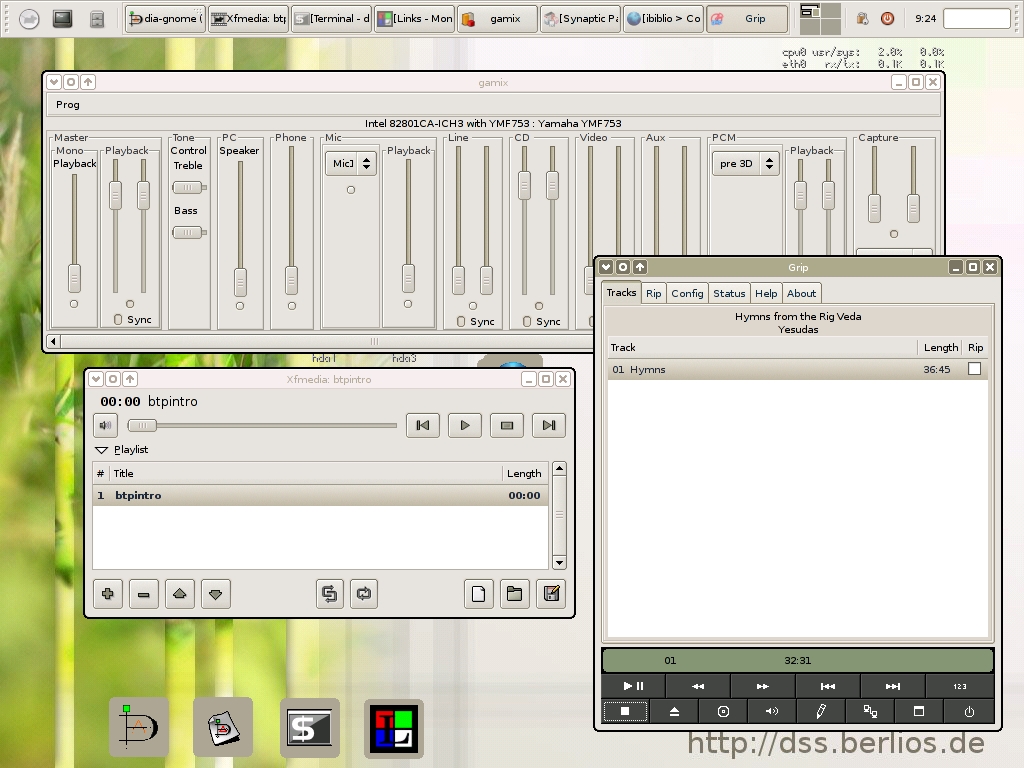 dia-gnome (
Xfmedia: btp
[Terminal - d
[Links - Mon
gamix
[Synaptic Pa
[ibiblio > Co
Grip
9:24
cpu0 usr/sys: 2.0% 0.0%
eth0 rx/tx: 0.1K 0.1K
gamix
Prog
Intel 82801CA-ICH3 with YMF753 : Yamaha YMF753
Master
Mono
Playback
Playback
Sync
Tone
Control
Treble
Bass
PC
Speaker
Phone
Mic
Mic1
Playback
Line
Sync
CD
Sync
Video
Aux
PCM
pre 3D
Playback
Capture
hda1
hda3
Grip
Tracks Rip Config Status Help About
Hymns from the Rig Veda
Yesudas
Track Length Rip
01 Hymns 36:45
01 32:31
1 2 3
Xfmedia: btpintro
00:00 btpintro
Playlist
# Title Length
1 btpintro 00:00
http://dss.berlios.de